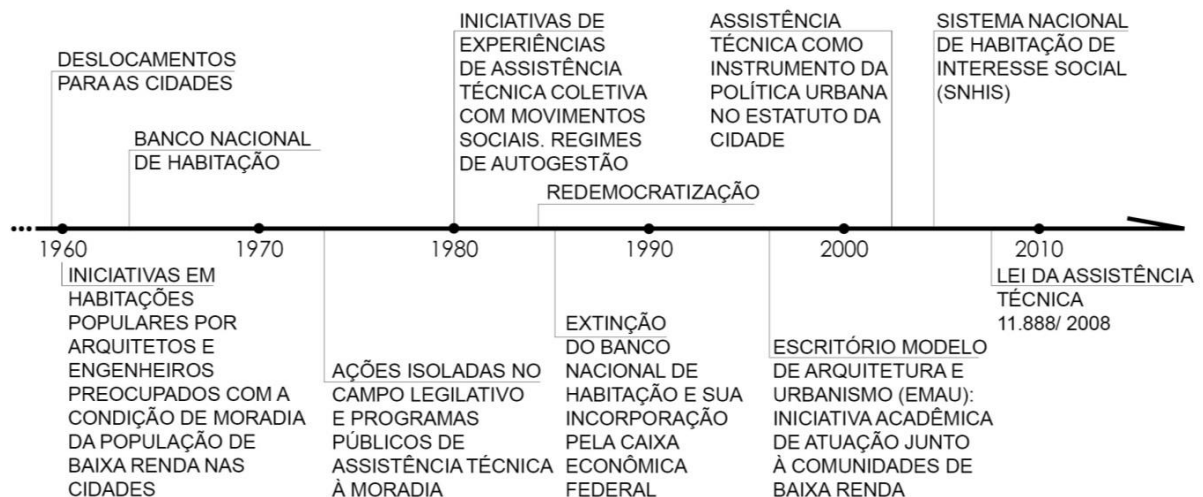 DESLOCAMENTOS
PARA AS CIDADES
BANCO NACIONAL
DE HABITAÇÃO
INICIATIVAS DE
EXPERIÊNCIAS
DE ASSISTÊNCIA
TÉCNICA COLETIVA
COM MOVIMENTOS
SOCIAIS. REGIMES
DE AUTOGESTÃO
REDEMOCRATIZAÇÃO
ASSISTÊNCIA
TÉCNICA COMO
INSTRUMENTO DA
POLÍTICA URBANA
NO ESTATUTO DA
CIDADE
SISTEMA NACIONAL
DE HABITAÇÃO DE
INTERESSE SOCIAL
(SNHIS)
1960 1970 1980 1990 2000 2010
INICIATIVAS EM
HABITAÇÕES
POPULARES POR
ARQUITETOS E
ENGENHEIROS
PREOCUPADOS COM A
CONDIÇÃO DE MORADIA
DA POPULAÇÃO DE
BAIXA RENDA NAS
CIDADES
AÇÕES ISOLADAS NO
CAMPO LEGISLATIVO
E PROGRAMAS
PÚBLICOS DE
ASSISTÊNCIA TÉCNICA
À MORADIA
EXTINÇÃO
DO BANCO
NACIONAL DE
HABITAÇÃO E SUA
INCORPORAÇÃO
PELA CAIXA
ECONÔMICA
FEDERAL
ESCRITÓRIO MODELO
DE ARQUITETURA E
URBANISMO (EMAU):
INICIATIVA ACADÊMICA
DE ATUAÇÃO JUNTO
À COMUNIDADES DE
BAIXA RENDA
LEI DA ASSISTÊNCIA
TÉCNICA
11.888/ 2008